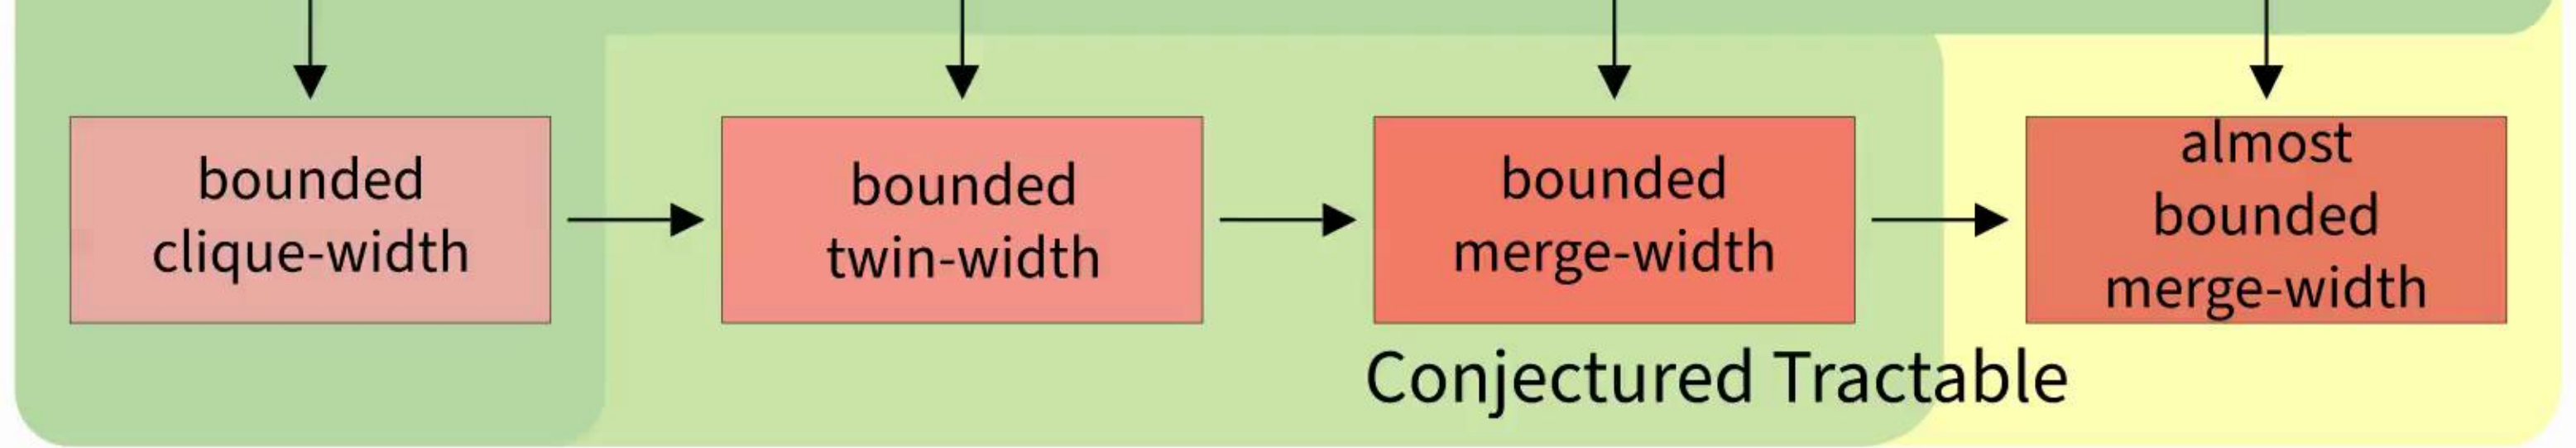 bounded
clique-width
bounded
twin-width
bounded
merge-width
almost
bounded
merge-width
Conjectured Tractable